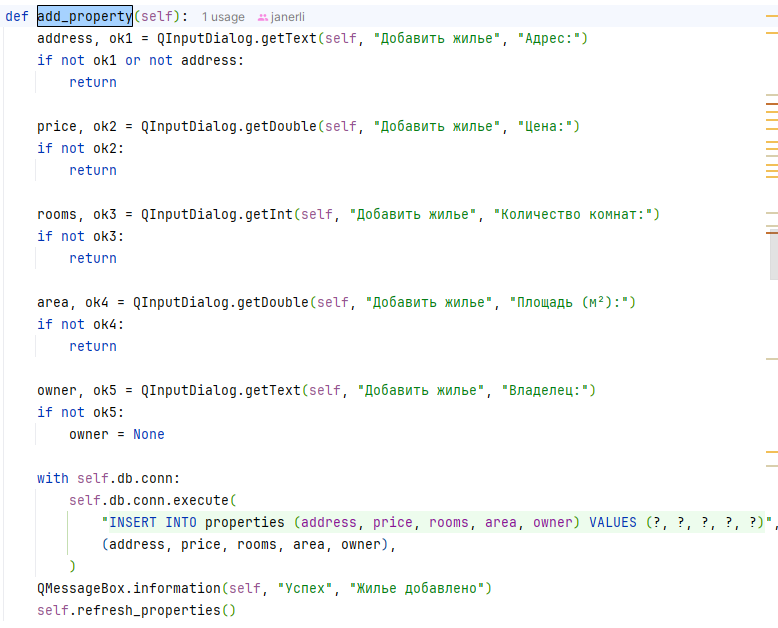 def add_property(self): 1 usage janerli
    address, ok1 = QInputDialog.getText(self, "Добавить жилье", "Адрес:")
    if not ok1 or not address:
        return

    price, ok2 = QInputDialog.getDouble(self, "Добавить жилье", "Цена:")
    if not ok2:
        return

    rooms, ok3 = QInputDialog.getInt(self, "Добавить жилье", "Количество комнат:")
    if not ok3:
        return

    area, ok4 = QInputDialog.getDouble(self, "Добавить жилье", "Площадь (м²):")
    if not ok4:
        return

    owner, ok5 = QInputDialog.getText(self, "Добавить жилье", "Владелец:")
    if not ok5:
        owner = None

    with self.db.conn:
        self.db.conn.execute(
            "INSERT INTO properties (address, price, rooms, area, owner) VALUES (?, ?, ?, ?, ?)",
            (address, price, rooms, area, owner),
        )
    QMessageBox.information(self, "Успех", "Жилье добавлено")
    self.refresh_properties()